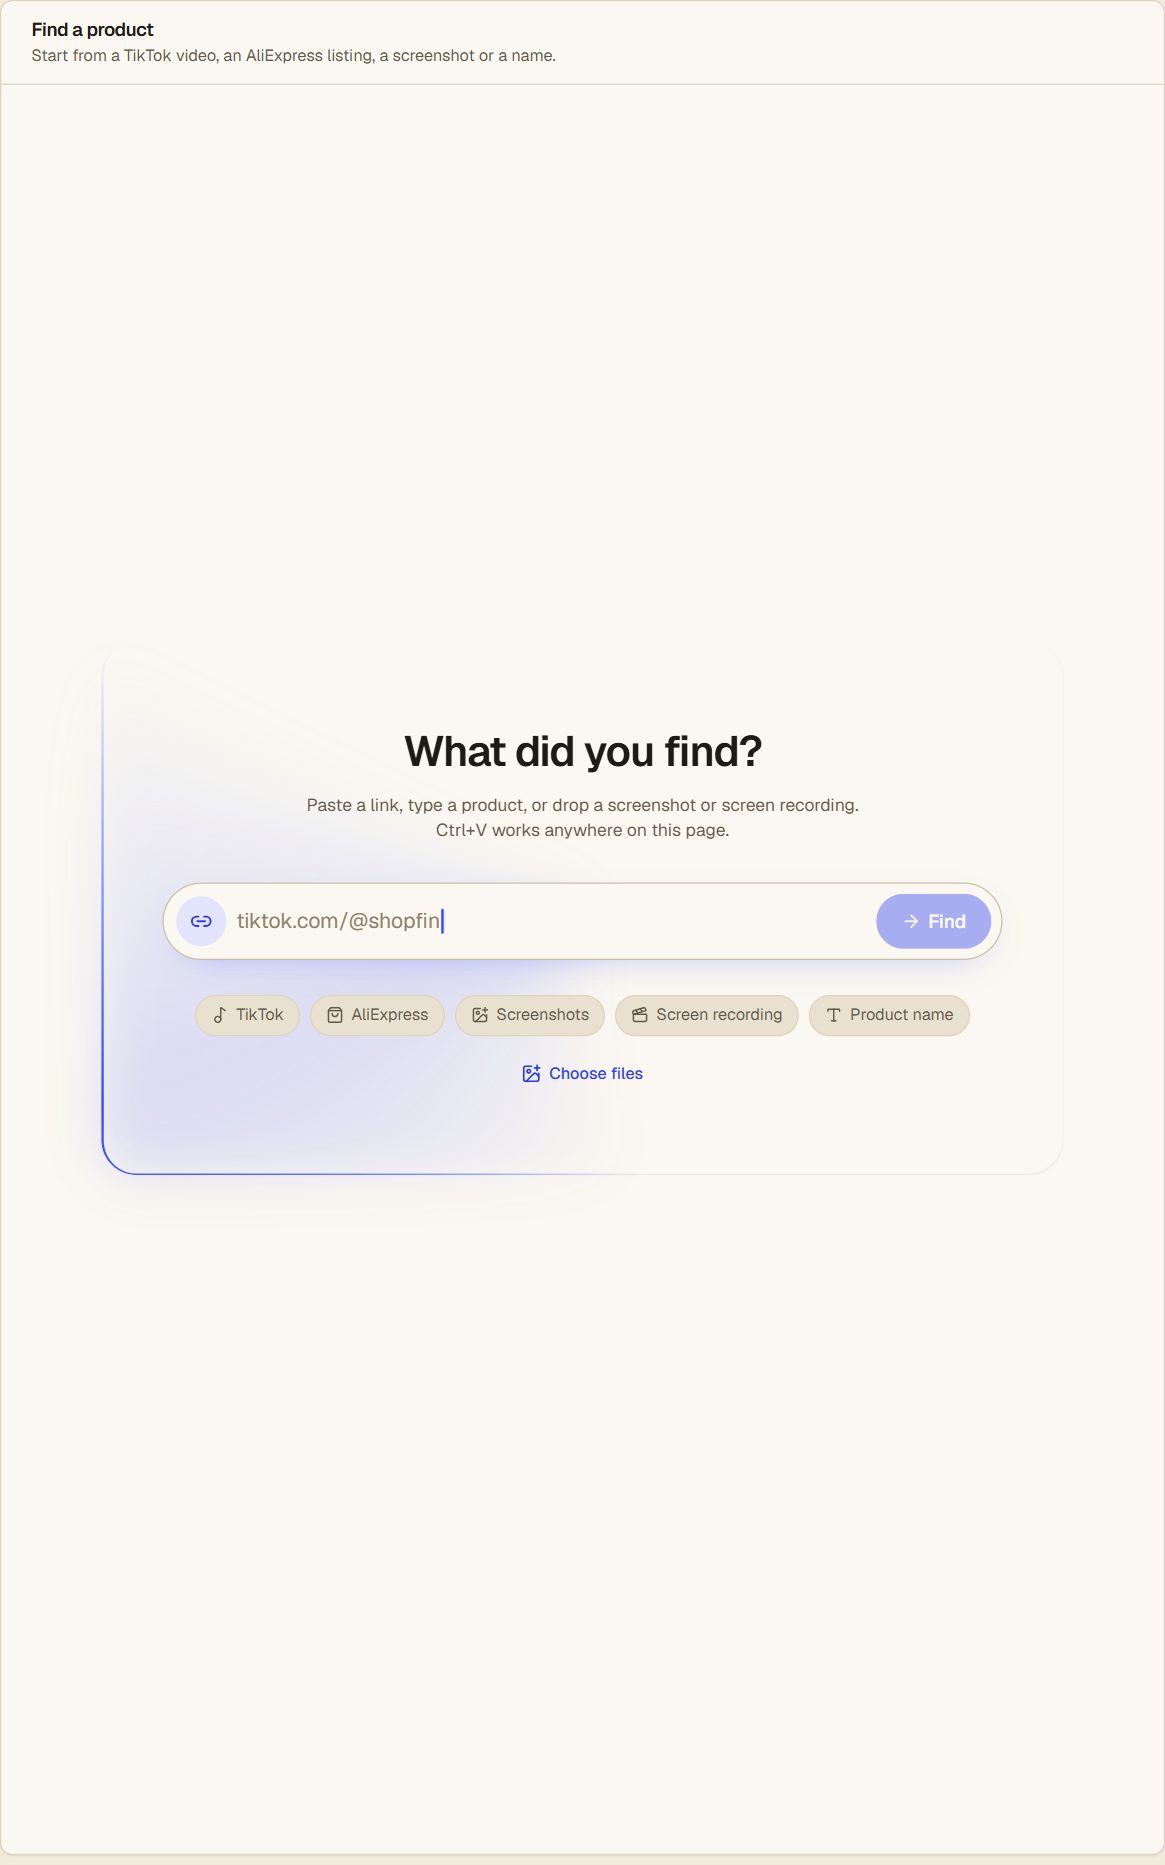 Find a product
Start from a TikTok video, an AliExpress listing, a screenshot or a name.
What did you find?
Paste a link, type a product, or drop a screenshot or screen recording.
Ctrl+V works anywhere on this page.
tiktok.com/@shopfin
Find
TikTok
AliExpress
Screenshots
Screen recording
Product name
Choose files